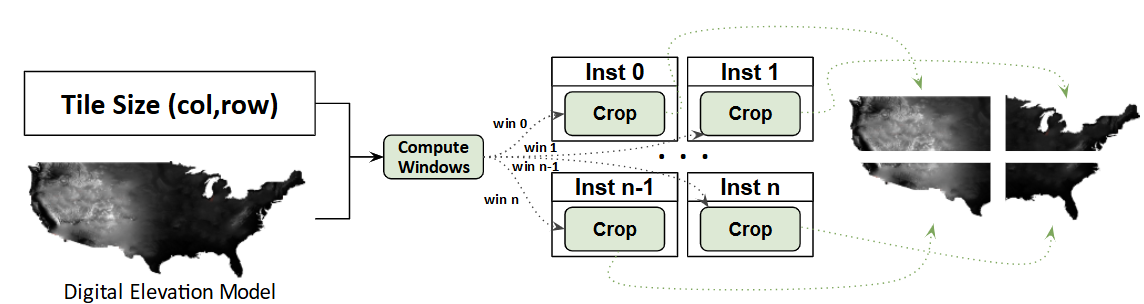 Tile Size (col,row)
Digital Elevation Model
Compute
Windows
win 0
win 1
win n-1
win n
Inst 0
Crop
Inst 1
Crop
. . .
Inst n-1
Crop
Inst n
Crop